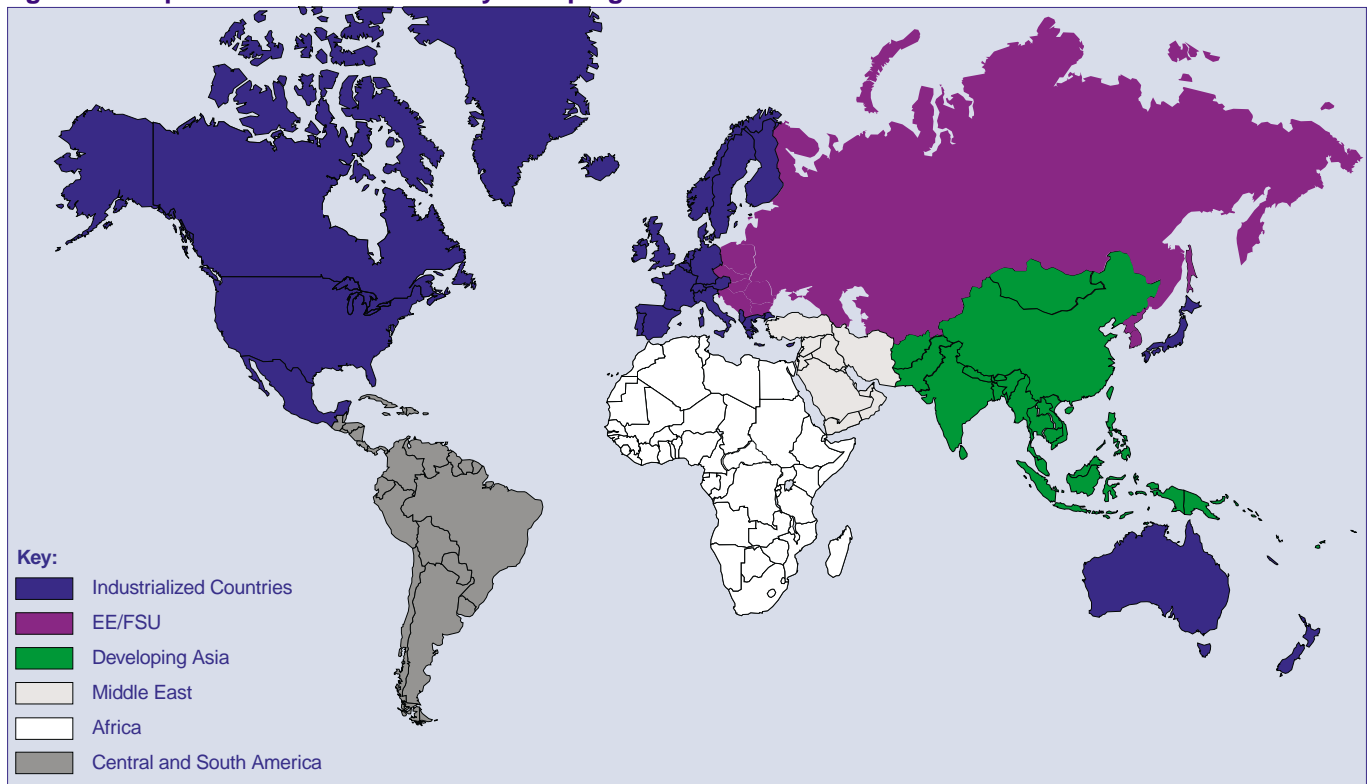 Key:
Industrialized Countries
EE/FSU
Developing Asia
Middle East
Africa
Central and South America